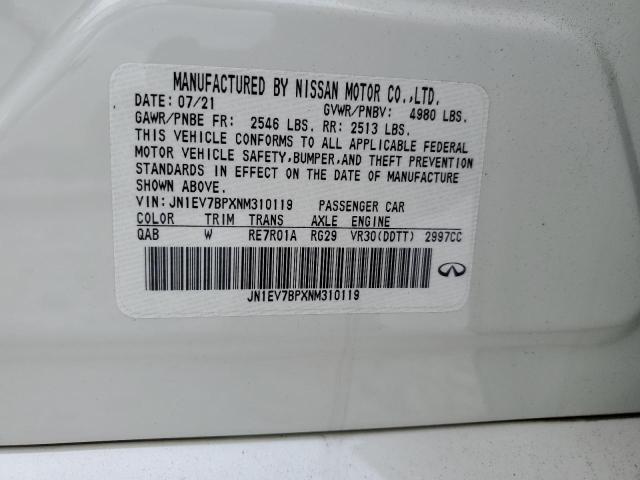 MANUFACTURED BY NISSAN MOTOR CO.,LTD.
DATE: 07/21 GVWR/PNBV: 4980 LBS.
GAWR/PNBE FR: 2546 LBS. RR: 2513 LBS.
THIS VEHICLE CONFORMS TO ALL APPLICABLE FEDERAL
MOTOR VEHICLE SAFETY,BUMPER,AND THEFT PREVENTION
STANDARDS IN EFFECT ON THE DATE OF MANUFACTURE
SHOWN ABOVE.
VIN: JN1EV7BPXNM310119 PASSENGER CAR
COLOR TRIM TRANS AXLE ENGINE
QAB W RE7R01A RG29 VR30(DDTT) 2997CC
JN1EV7BPXNM310119